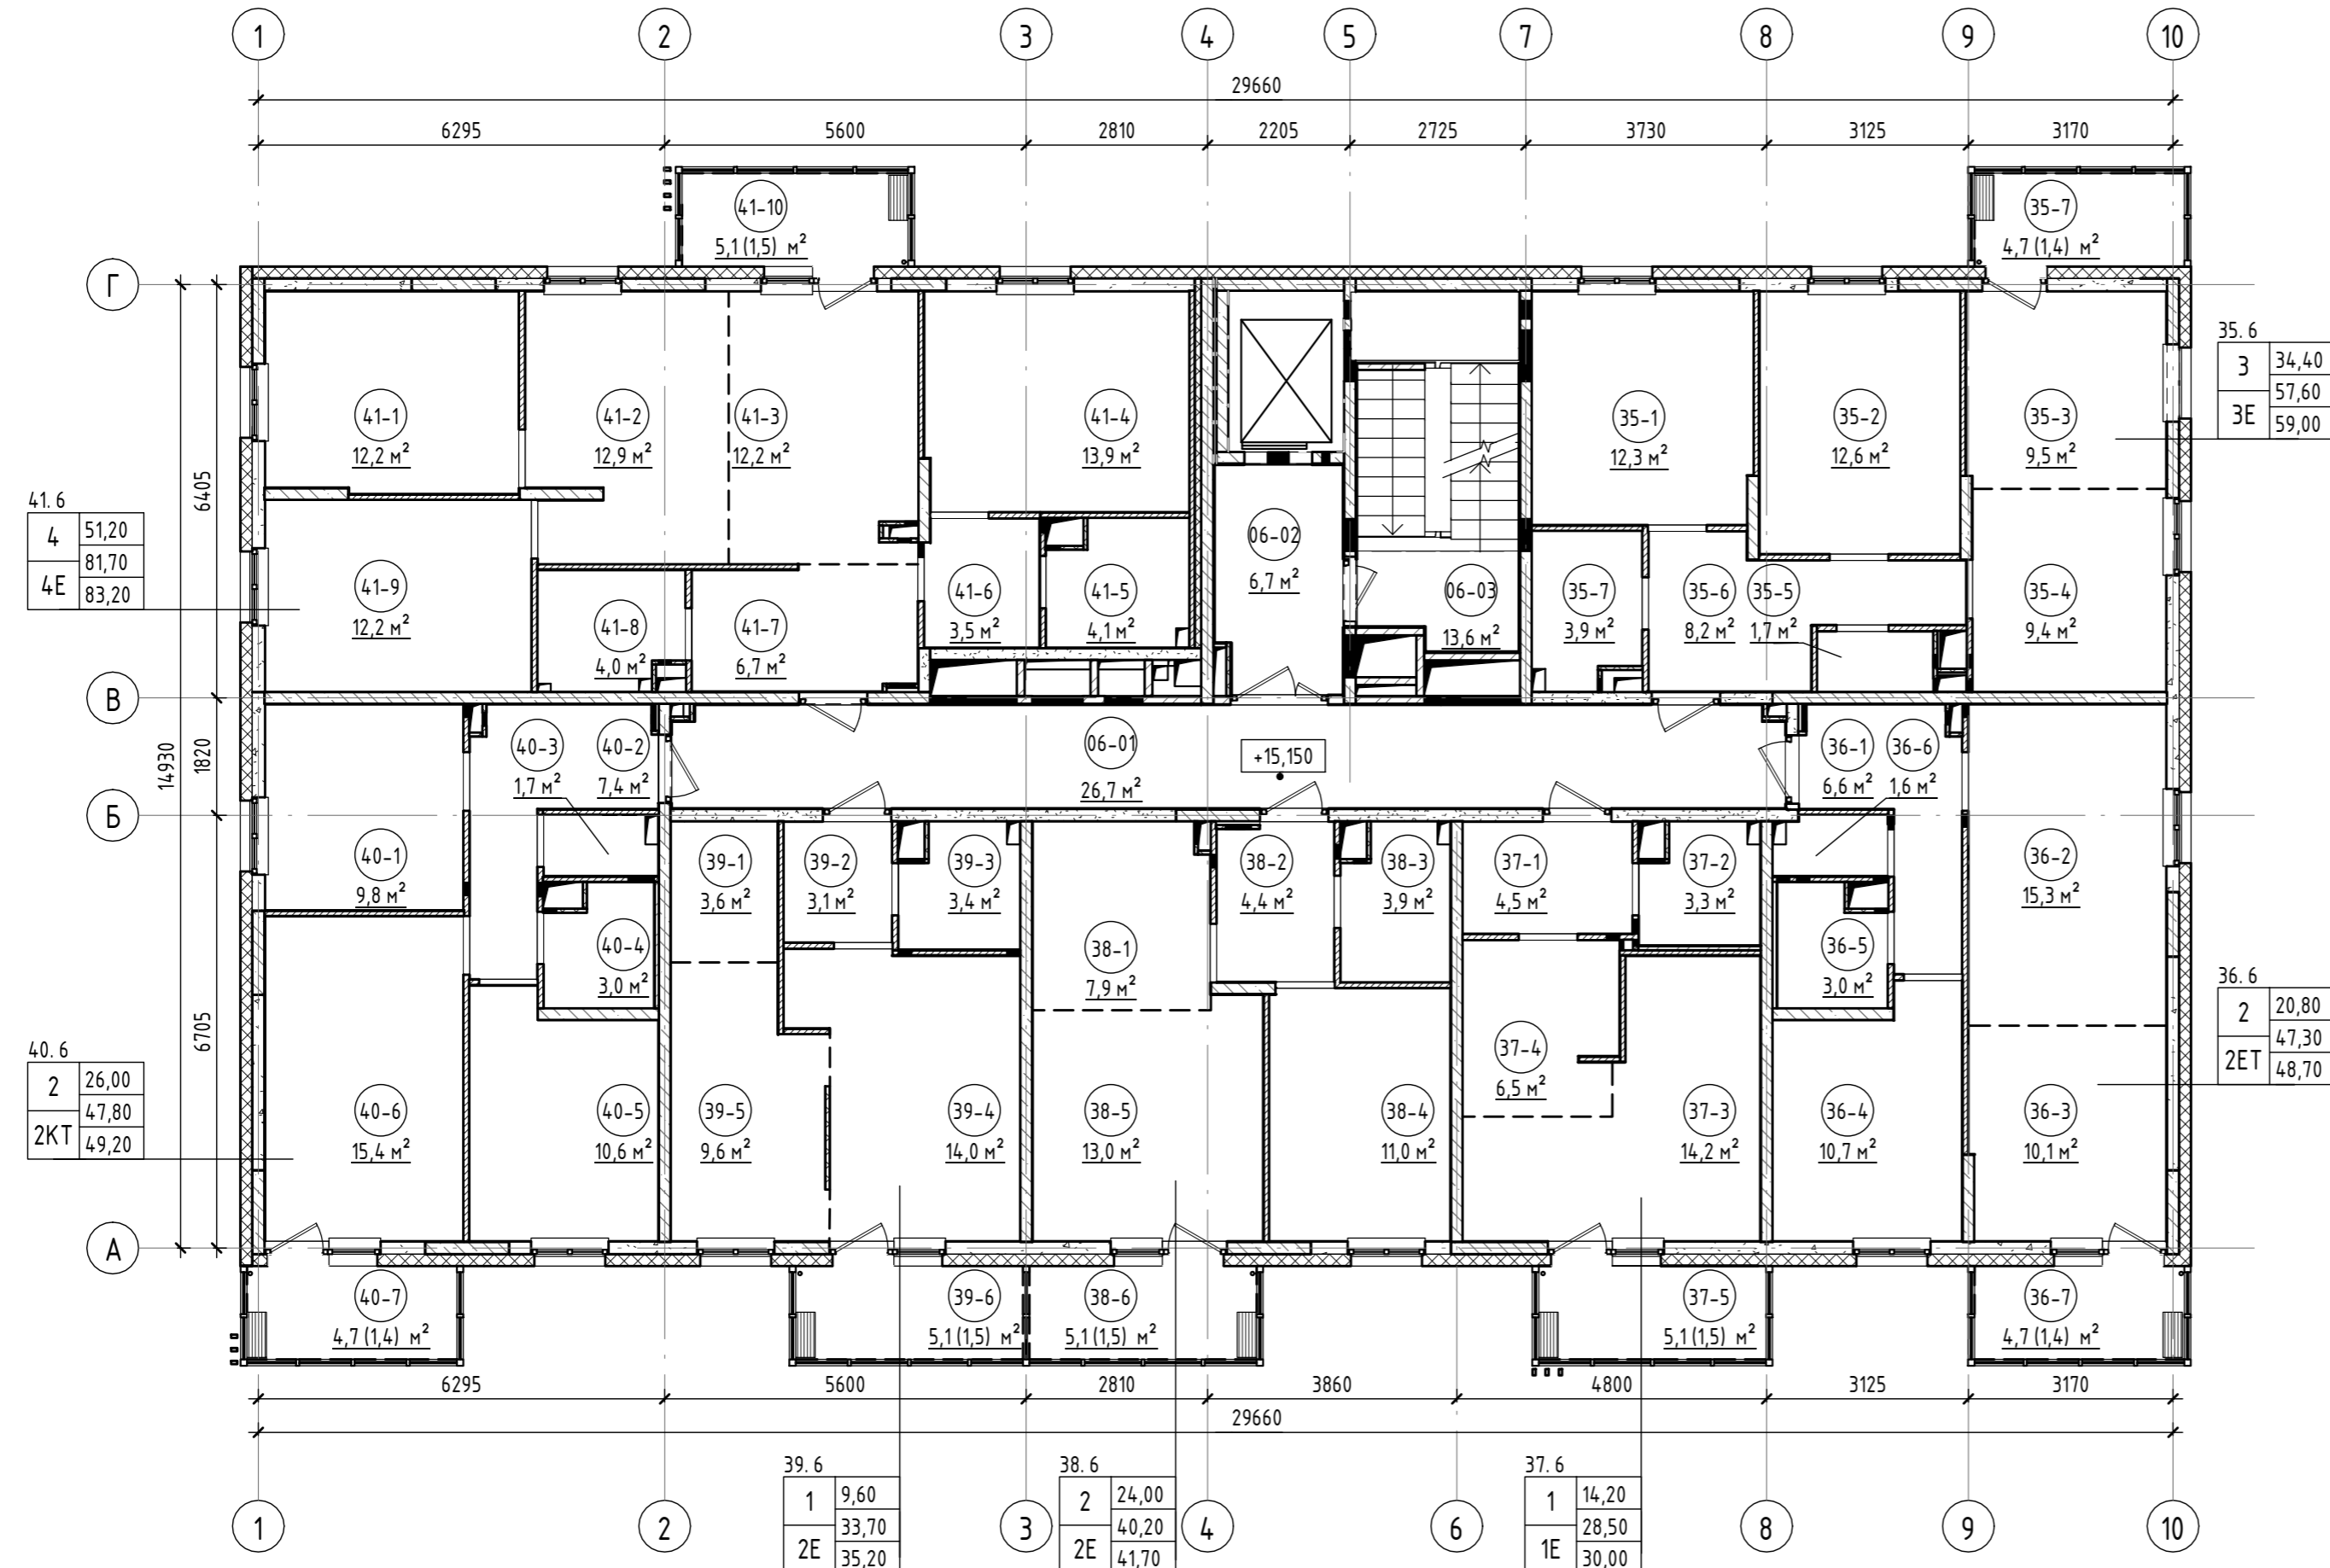 1 2 3 4 5 7 8 9 10
29660
6295 5600 2810 2205 2725 3730 3125 3170
41-10
5,1 (1,5) м²
35-7
4,7 (1,4) м²
Г
35.6
3 34,40
57,60
3Е 59,00
41-1
12,2 м²
41-2
12,9 м²
41-3
12,2 м²
41-4
13,9 м²
35-1
12,3 м²
35-2
12,6 м²
35-3
9,5 м²
6405
41.6
4 51,20
81,70
4Е 83,20
41-9
12,2 м²
41-8
4,0 м²
41-7
6,7 м²
41-6
3,5 м²
41-5
4,1 м²
06-02
6,7 м²
06-03
13,6 м²
35-7
3,9 м²
35-6
8,2 м²
35-5
1,7 м²
35-4
9,4 м²
В
14930
1820
40-3
1,7 м²
40-2
7,4 м²
06-01
26,7 м²
+15,150
36-1
6,6 м²
36-6
1,6 м²
Б
40-1
9,8 м²
39-1
3,6 м²
39-2
3,1 м²
39-3
3,4 м²
38-2
4,4 м²
38-3
3,9 м²
37-1
4,5 м²
37-2
3,3 м²
36-2
15,3 м²
40-4
3,0 м²
38-1
7,9 м²
36-5
3,0 м²
6705
36.6
2 20,80
47,30
2ЕТ 48,70
40.6
2 26,00
47,80
2КТ 49,20
37-4
6,5 м²
40-6
15,4 м²
40-5
10,6 м²
39-5
9,6 м²
39-4
14,0 м²
38-5
13,0 м²
38-4
11,0 м²
37-3
14,2 м²
36-4
10,7 м²
36-3
10,1 м²
А
40-7
4,7 (1,4) м²
39-6
5,1 (1,5) м²
38-6
5,1 (1,5) м²
37-5
5,1 (1,5) м²
36-7
4,7 (1,4) м²
6295 5600 2810 3860 4800 3125 3170
29660
39.6
1 9,60
33,70
2Е 35,20
38.6
2 24,00
40,20
2Е 41,70
37.6
1 14,20
28,50
1Е 30,00
1 2 3 4 6 8 9 10